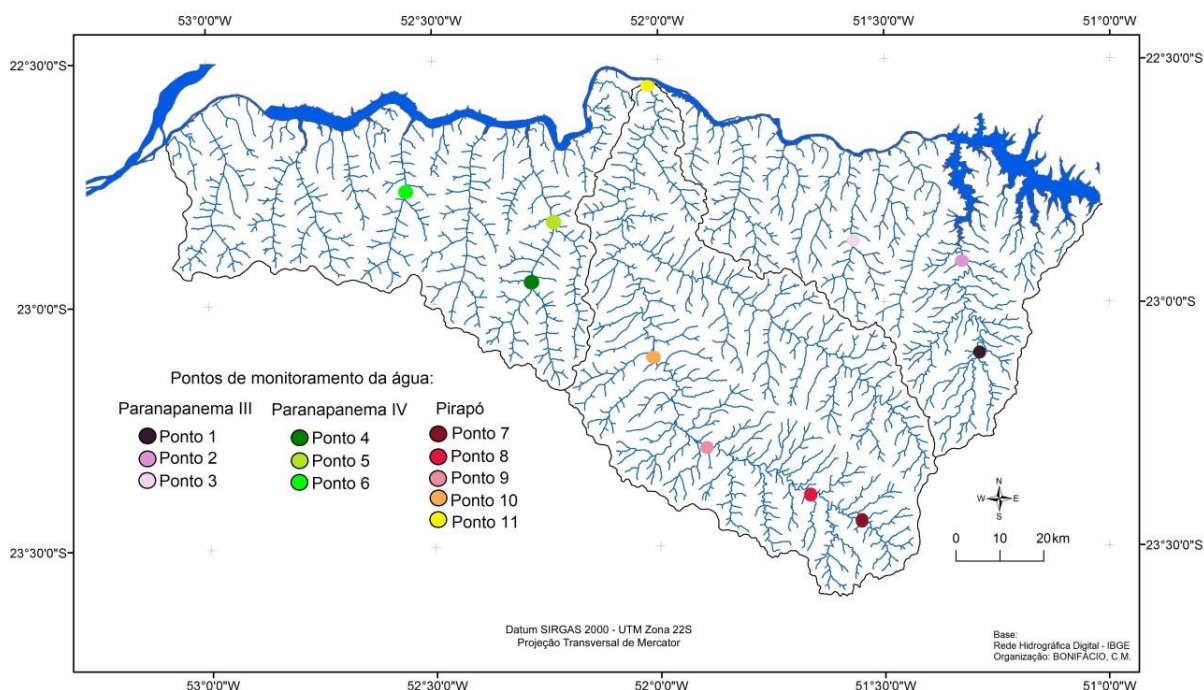 53°0'0"W 52°30'0"W 52°0'0"W 51°30'0"W 51°0'0"W
22°30'0"S 22°30'0"S
23°0'0"S 23°0'0"S
Pontos de monitoramento da água:
Paranapanema III
Ponto 1
Ponto 2
Ponto 3
Paranapanema IV
Ponto 4
Ponto 5
Ponto 6
Pirapó
Ponto 7
Ponto 8
Ponto 9
Ponto 10
Ponto 11
N
W E
S
0 10 20 km
23°30'0"S 23°30'0"S
Datum SIRGAS 2000 - UTM Zona 22S
Projeção Transversal de Mercator
Base:
Rede Hidrográfica Digital - IBGE
Organização: BONIFÁCIO, C.M.
53°0'0"W 52°30'0"W 52°0'0"W 51°30'0"W 51°0'0"W